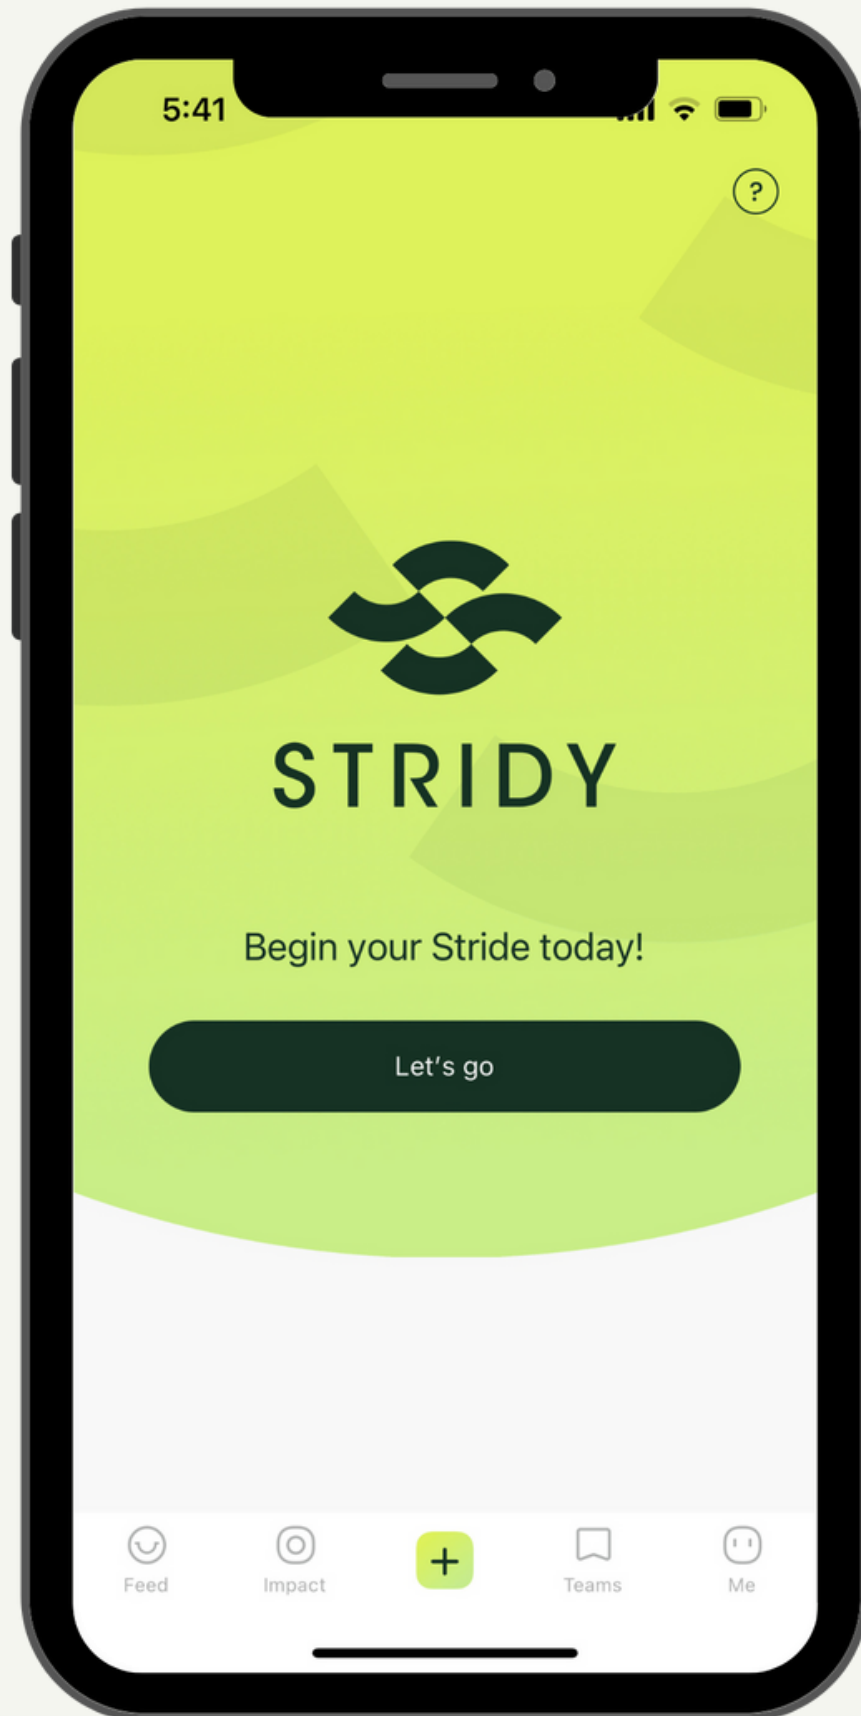 5:41
?
STRIDY
Begin your Stride today!
Let's go
Feed
Impact
+
Teams
Me